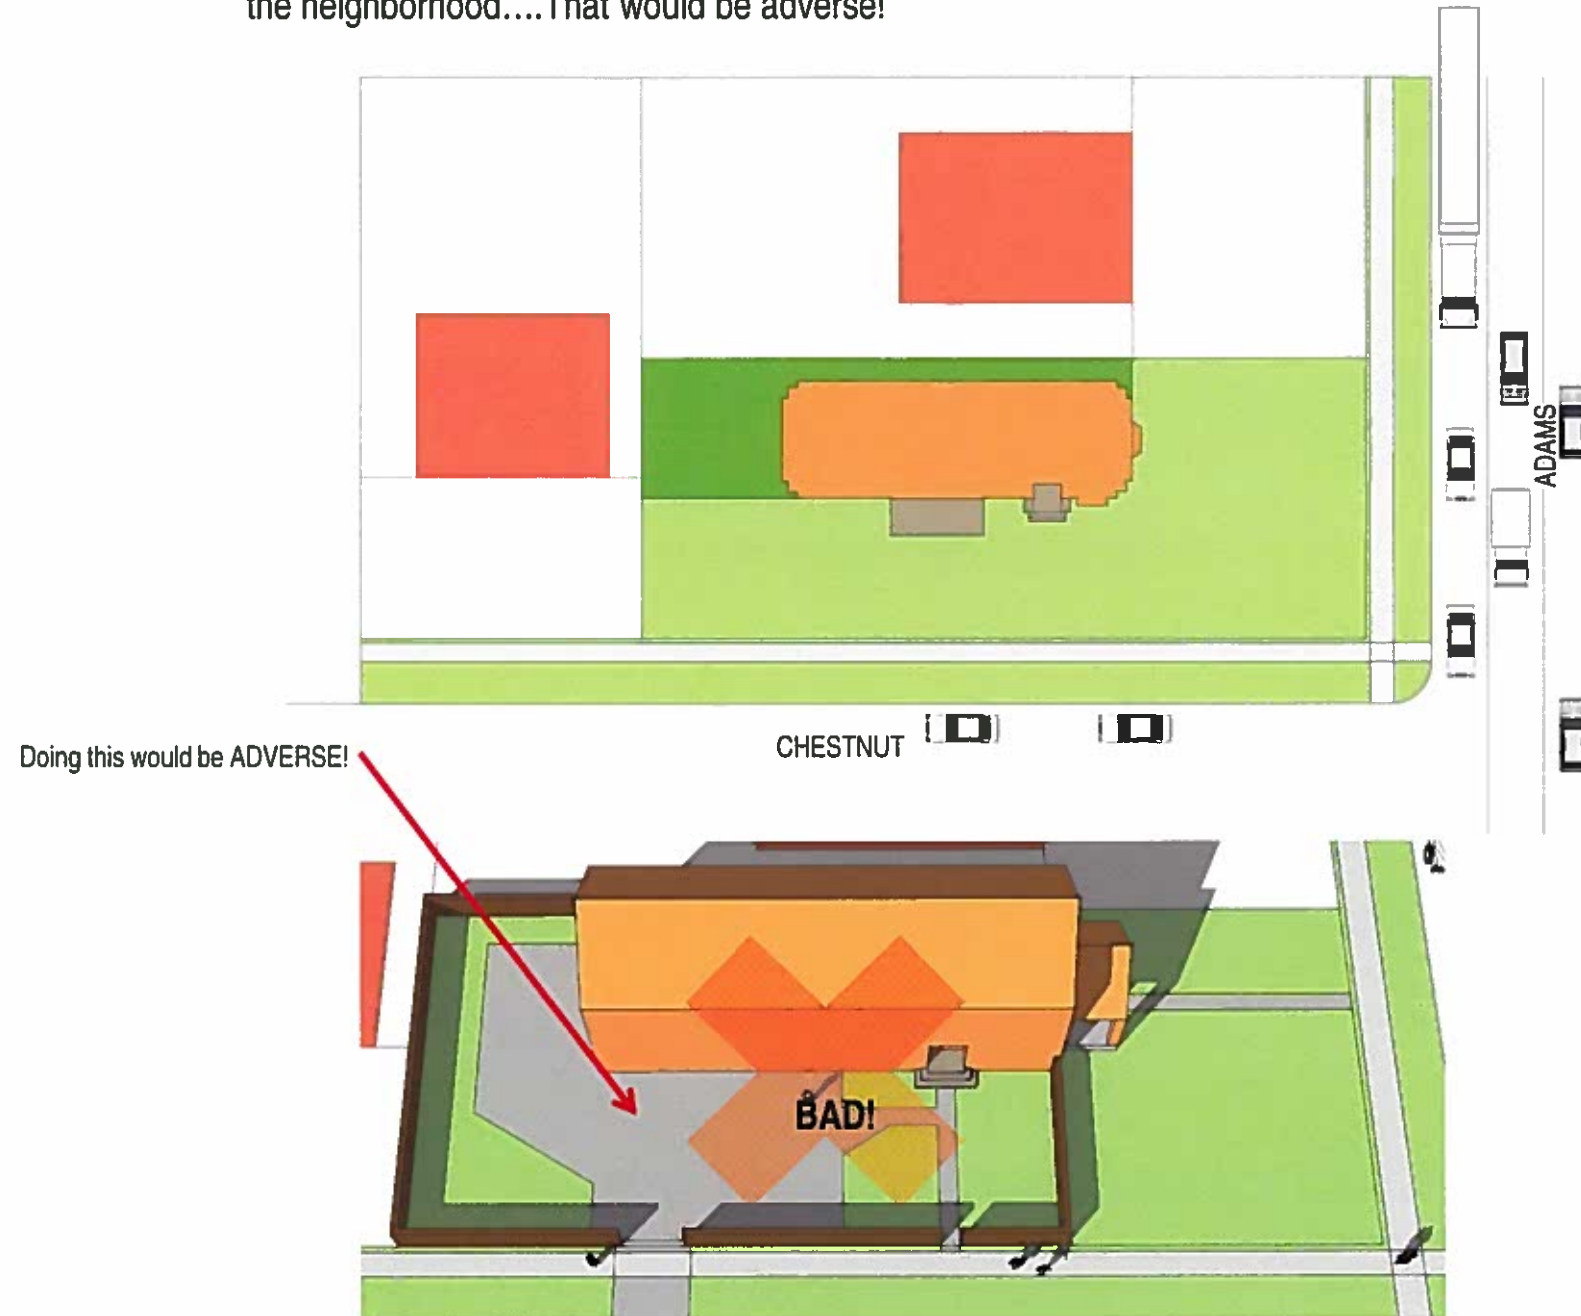 the neighborhood....That would be adverse!
ADAMS
CHESTNUT
Doing this would be ADVERSE!
BAD!